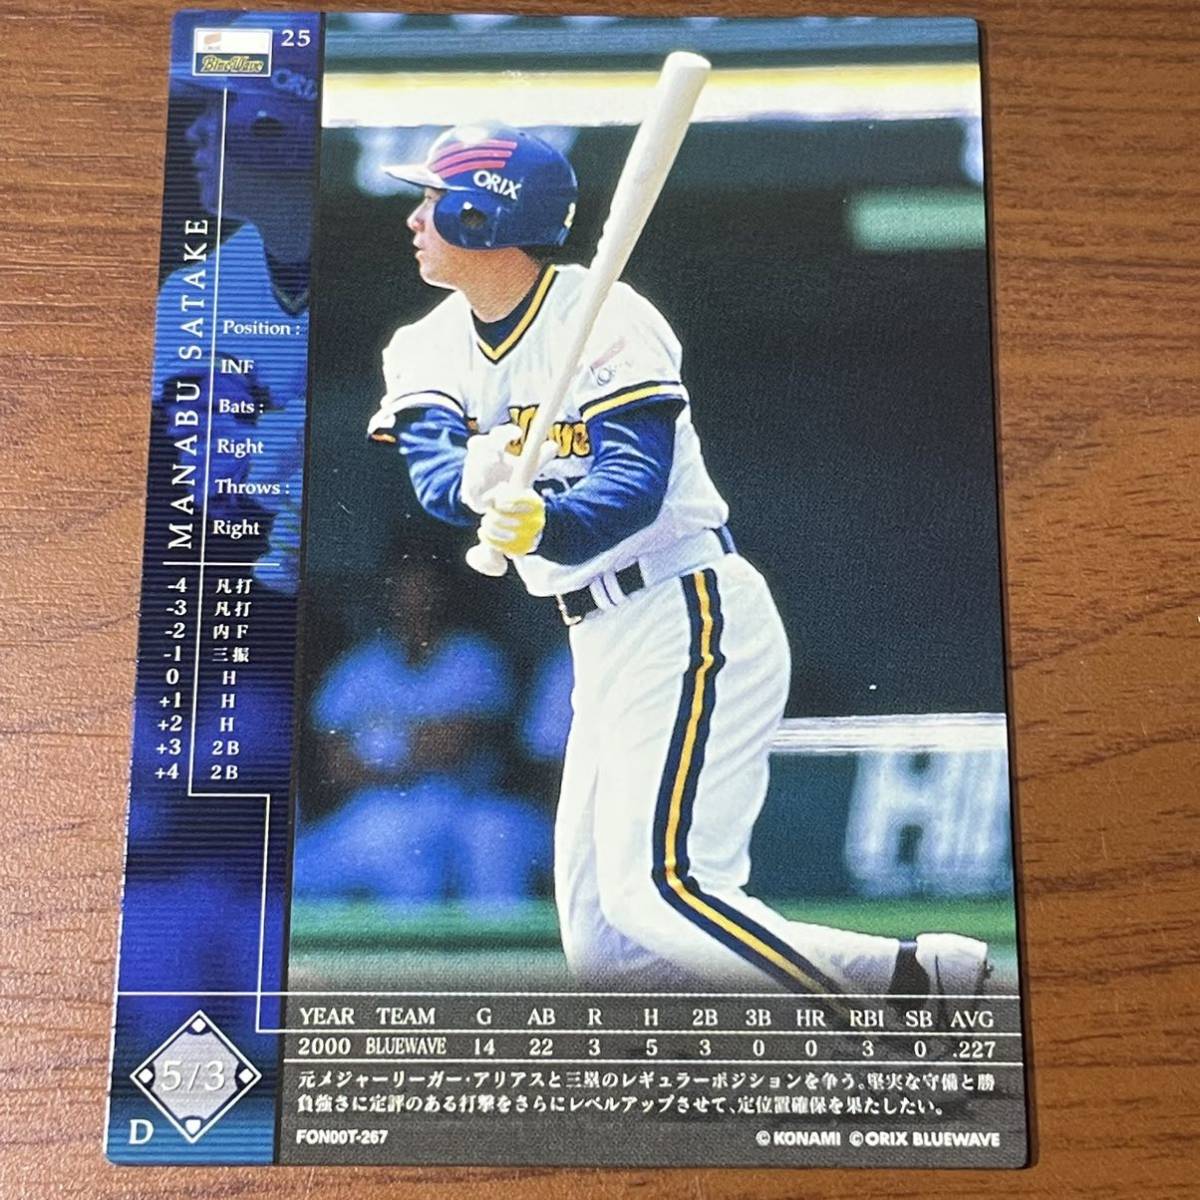 BlueWave
25
ORIX
MANABU SATAKE
Position :
INF
Bats :
Right
Throws :
Right
-4 凡打
-3 凡打
-2 内F
-1 三振
0 H
+1 H
+2 H
+3 2B
+4 2B
5/3
D
YEAR TEAM G AB R H 2B 3B HR RBI SB AVG
2000 BLUEWAVE 14 22 3 5 3 0 0 3 0 .227
元メジャーリーガー・アリアスと三塁のレギュラーポジションを争う。堅実な守備と勝
負強さに定評のある打撃をさらにレベルアップさせて、定位置確保を果たしたい。
FON00T-267
©KONAMI ©ORIX BLUEWAVE